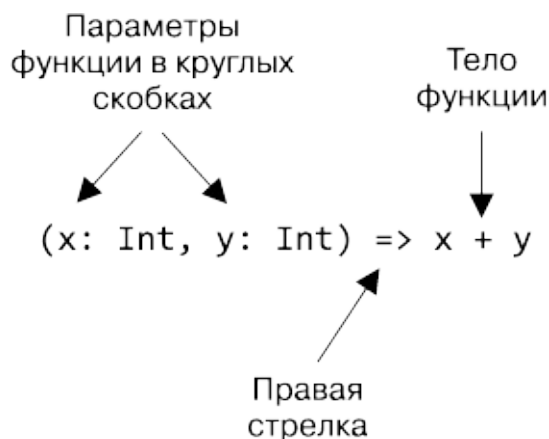 Параметры
функции в круглых
скобках
Тело
функции
(x: Int, y: Int) => x + y
Правая
стрелка